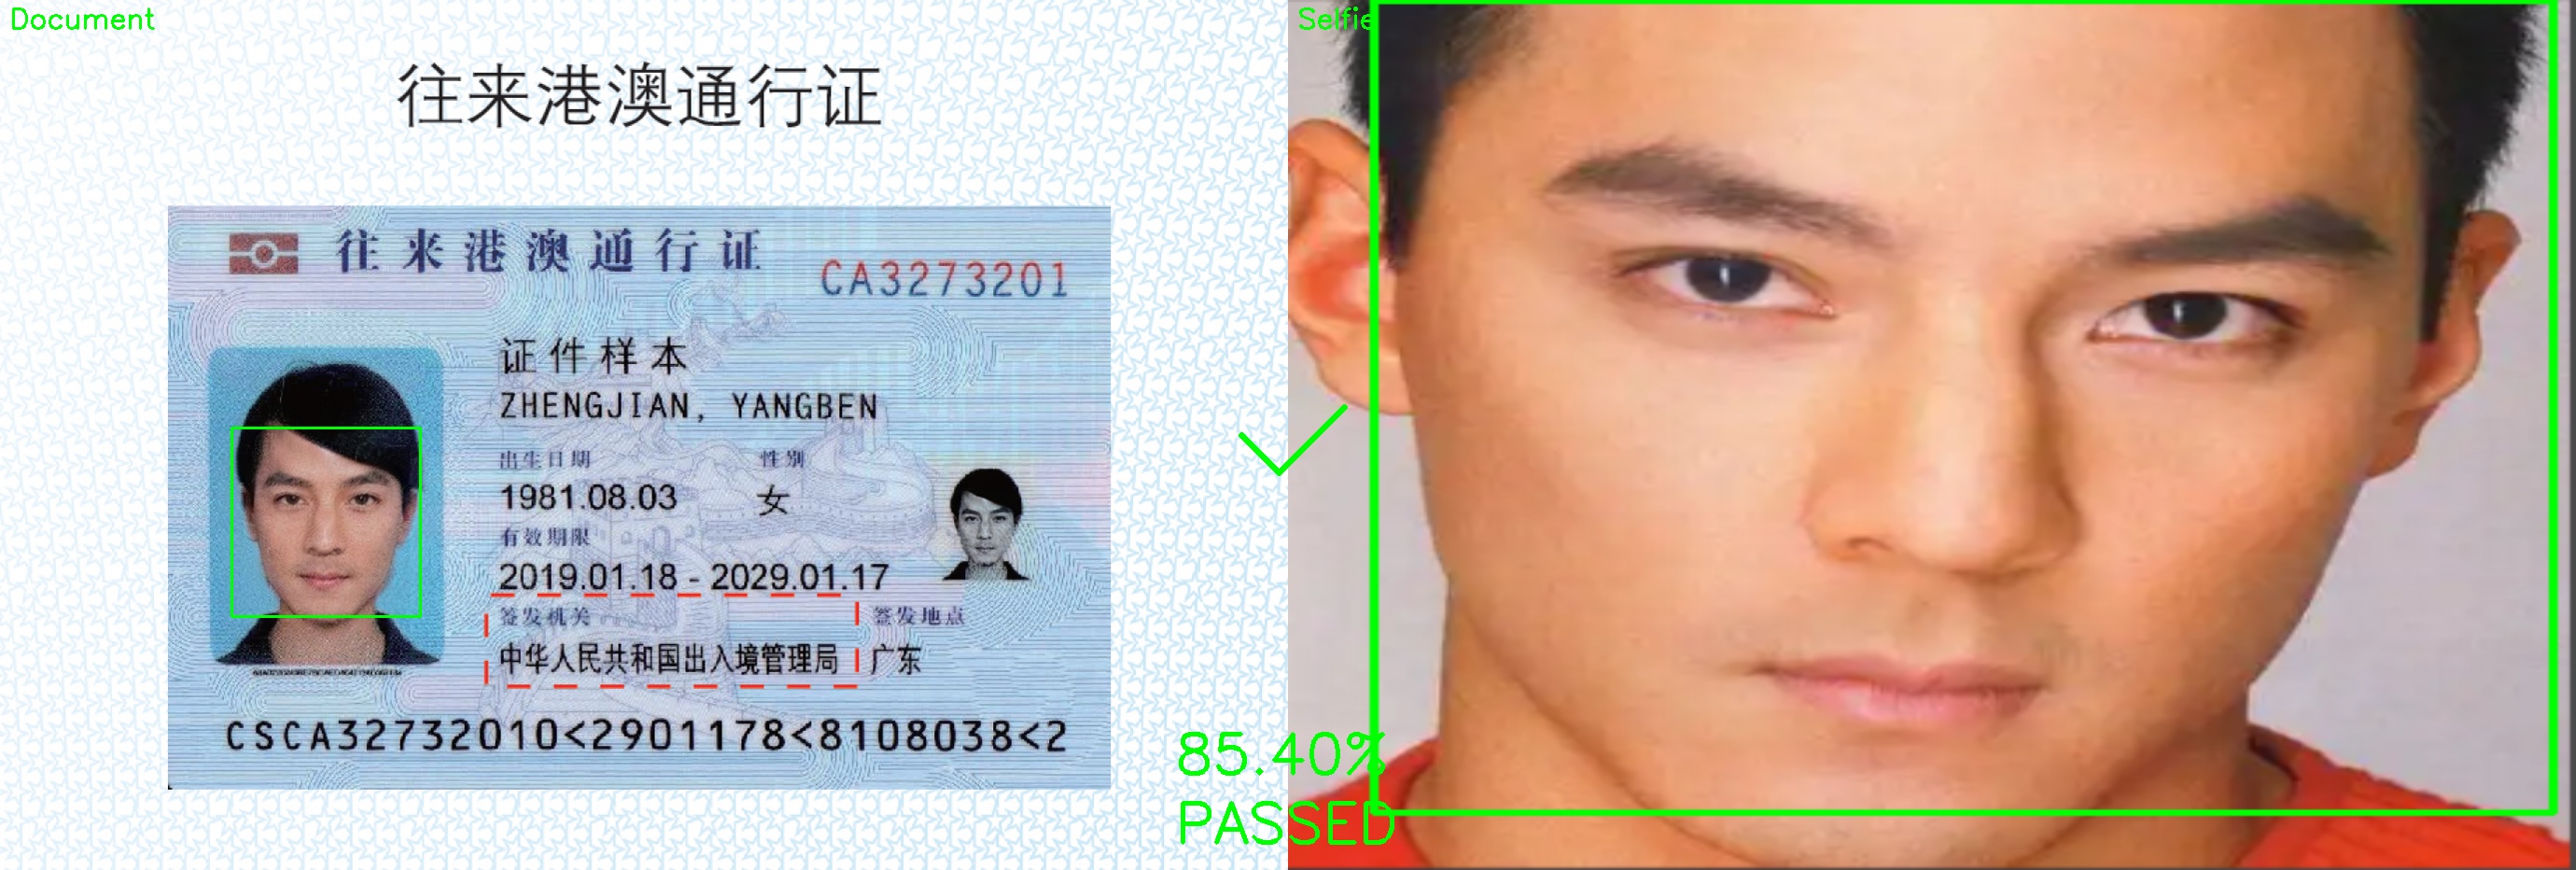 Document
Selfie
往来港澳通行证
往来港澳通行证
CA3273201
证件样本
ZHENGJIAN, YANGBEN
出生日期 性别
1981.08.03 女
有效期限
2019.01.18 - 2029.01.17
签发机关 签发地点
中华人民共和国出入境管理局 广东
CSCA32732010<2901178<8108038<2
85.40%
PASSED